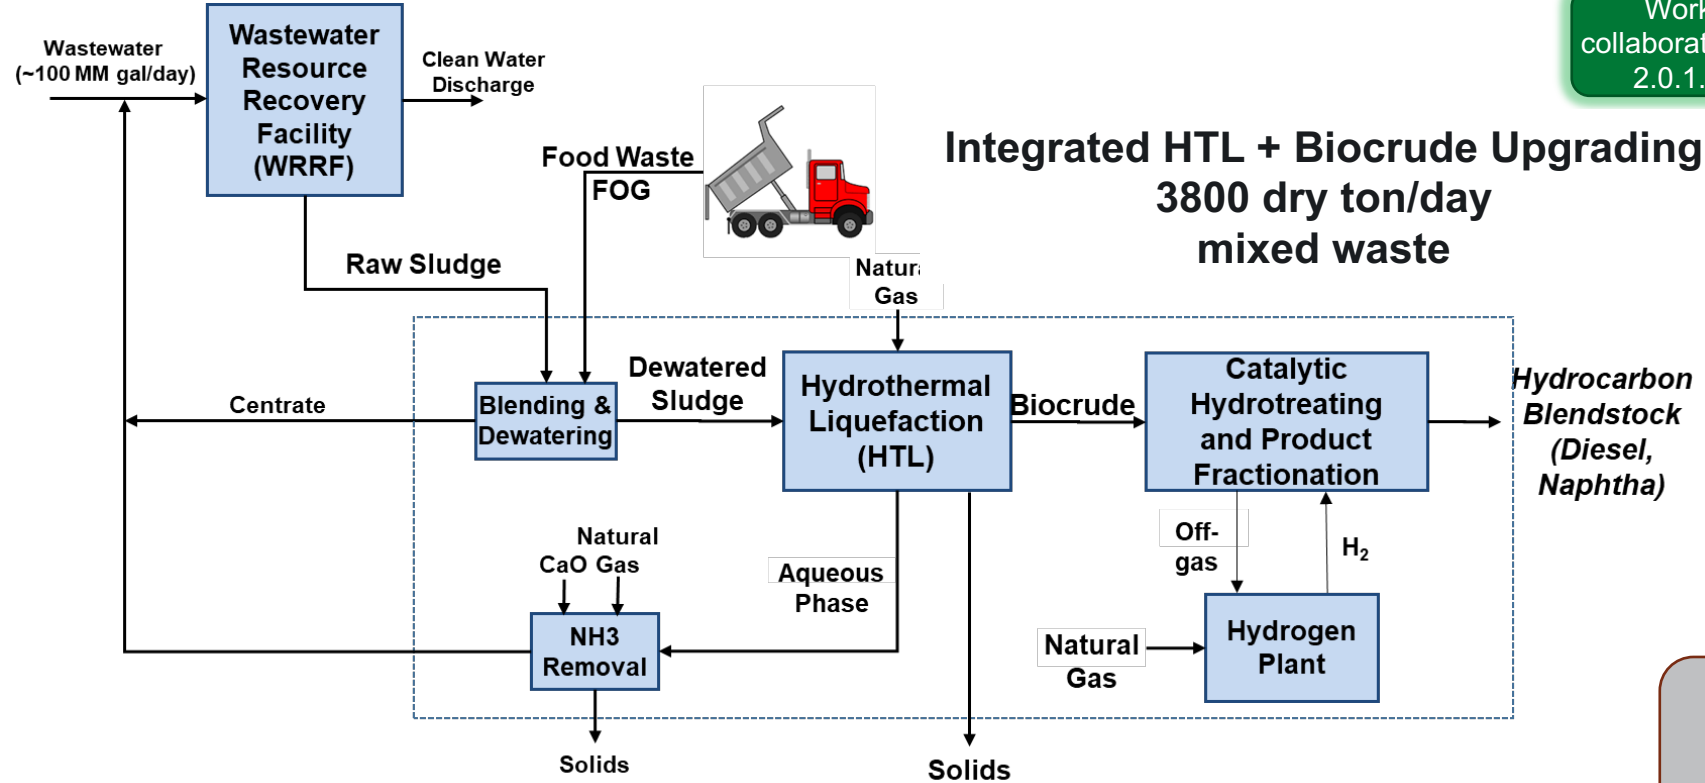 Work
collaborat
2.0.1.
Wastewater
(~100 MM gal/day)
Wastewater
Resource
Recovery
Facility
(WRRF)
Clean Water
Discharge
Food Waste
FOG
Integrated HTL + Biocrude Upgrading
3800 dry ton/day
mixed waste
Raw Sludge
Natura
Gas
Centrate
Blending &
Dewatering
Dewatered
Sludge
Hydrothermal
Liquefaction
(HTL)
Biocrude
Catalytic
Hydrotreating
and Product
Fractionation
Hydrocarbon
Blendstock
(Diesel,
Naphtha)
CaO
Natural
Gas
Aqueous
Phase
Off-
gas
H₂
NH3
Removal
Natural
Gas
Hydrogen
Plant
Solids
Solids